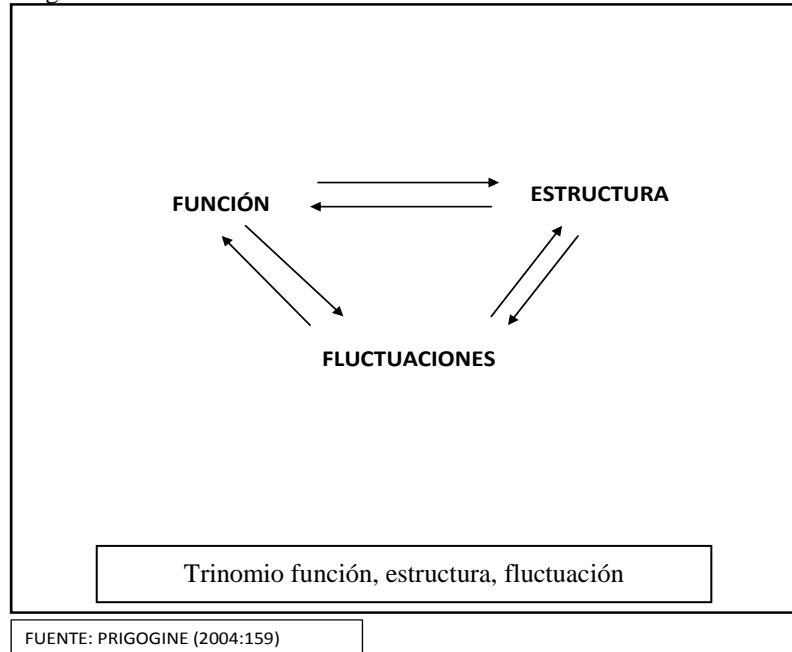 FUNCIÓN
ESTRUCTURA
FLUCTUACIONES
Trinomio función, estructura, fluctuación
FUENTE: PRIGOGINE (2004:159)